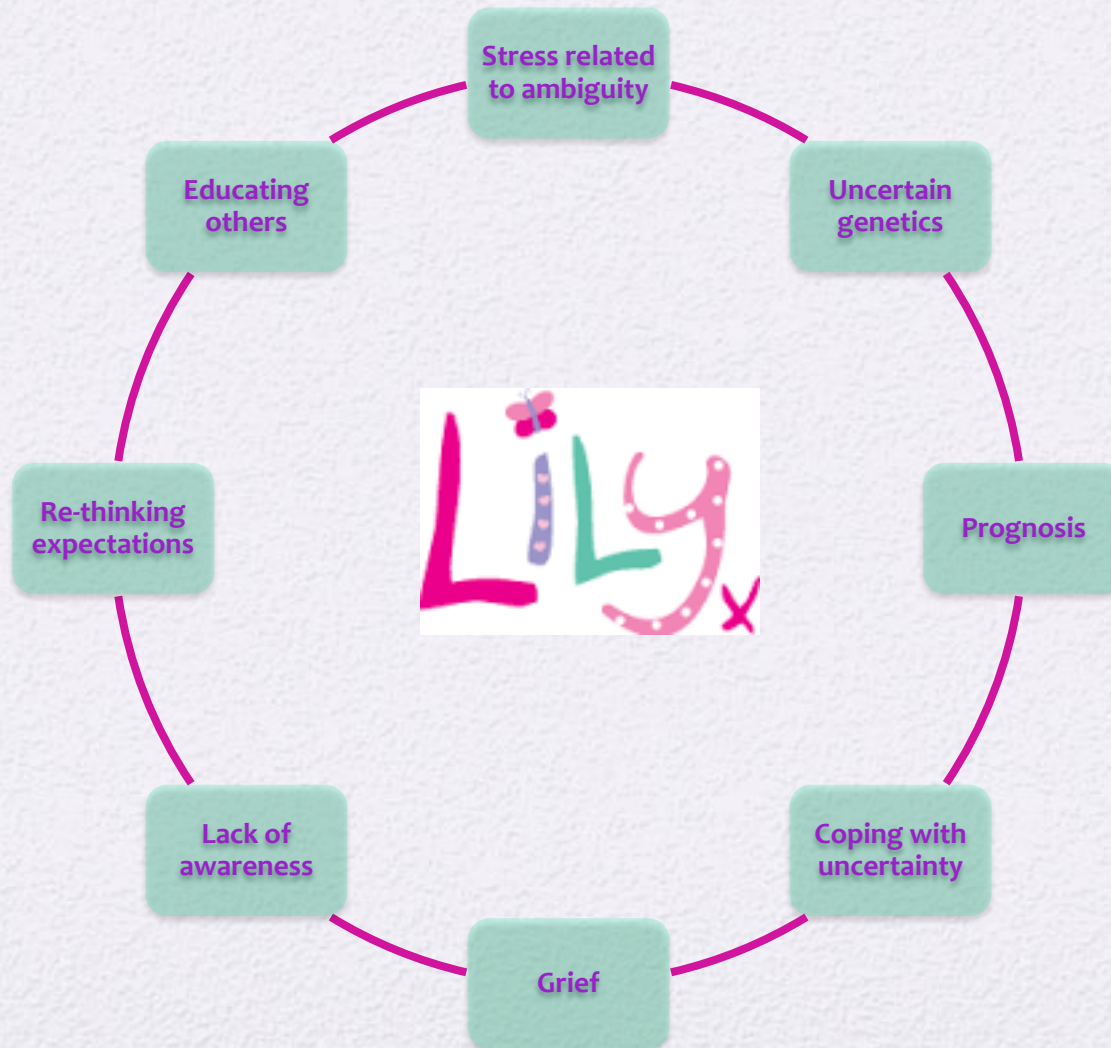 Stress related
to ambiguity
Uncertain
genetics
Prognosis
Coping with
uncertainty
Grief
Lack of
awareness
Re-thinking
expectations
Educating
others
LiLy x